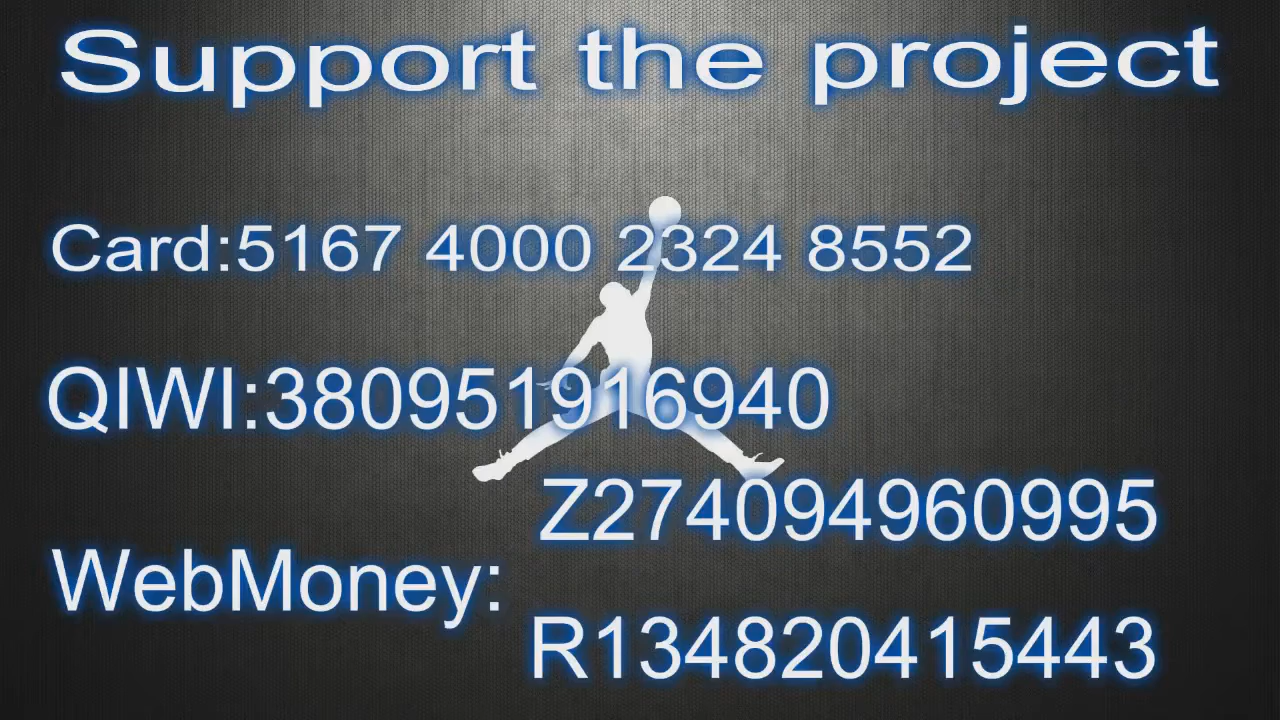 Support the project
Card:5167 4000 2324 8552
QIWI:380951916940
Z274094960995
WebMoney:
R134820415443